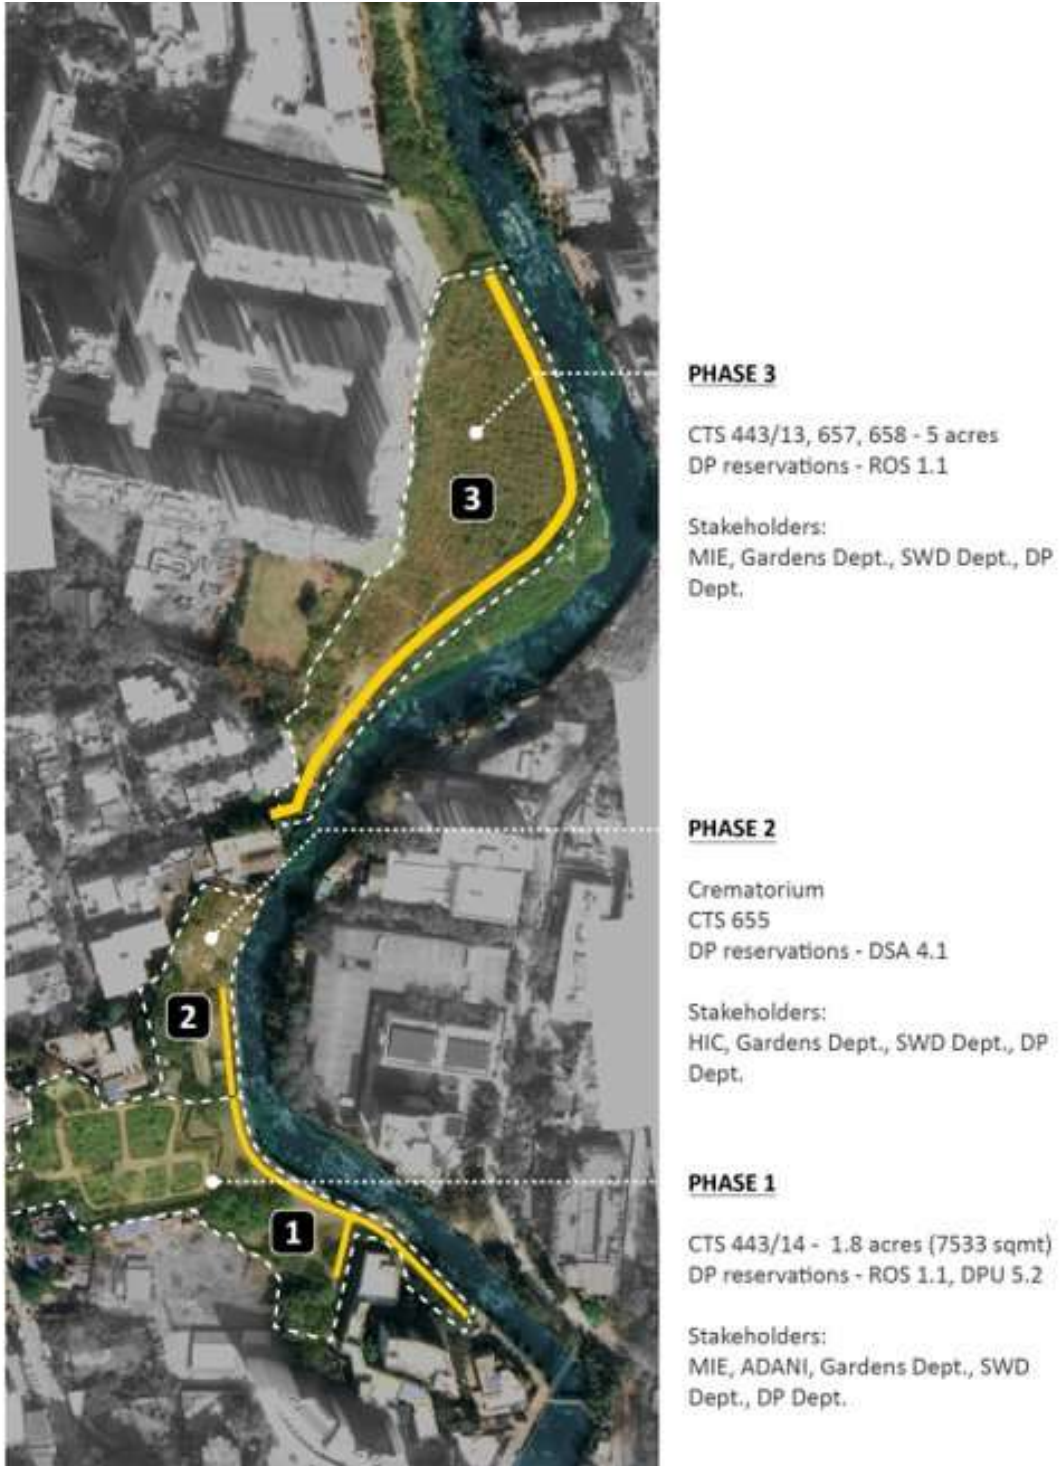 PHASE 3
CTS 443/13, 657, 658 - 5 acres
DP reservations - ROS 1.1
Stakeholders:
MIE, Gardens Dept., SWD Dept., DP
Dept.
3
PHASE 2
Crematorium
CTS 655
DP reservations - DSA 4.1
Stakeholders:
HIC, Gardens Dept., SWD Dept., DP
Dept.
2
PHASE 1
CTS 443/14 -  1.8 acres (7533 sqmt)
DP reservations - ROS 1.1, DPU 5.2
Stakeholders:
MIE, ADANI, Gardens Dept., SWD
Dept., DP Dept.
1